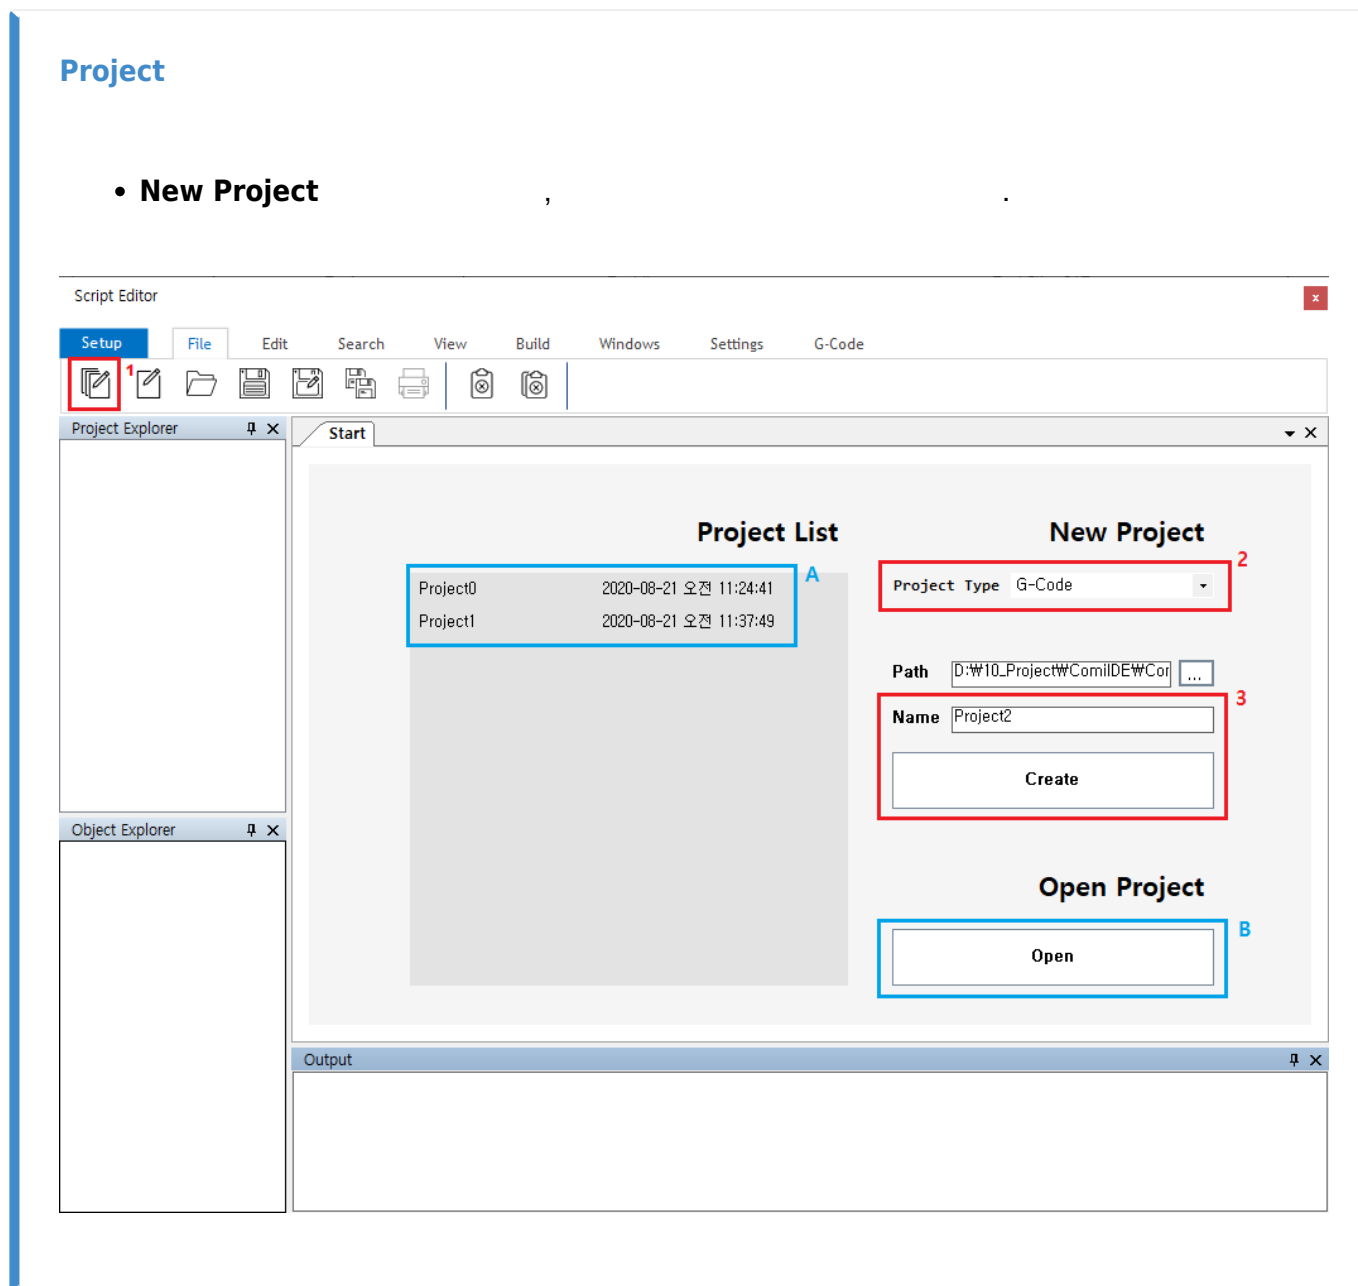 Project
• New Project , .
Script Editor
x
Setup File Edit Search View Build Windows Settings G-Code
1
Project Explorer
Start
Project List New Project
A
2
Project0 2020-08-21 오전 11:24:41
Project Type G-Code
Project1 2020-08-21 오전 11:37:49
Path D:₩10_Project₩ComiIDE₩Cor ...
3
Name Project2
Create
Object Explorer
Open Project
B
Open
Output